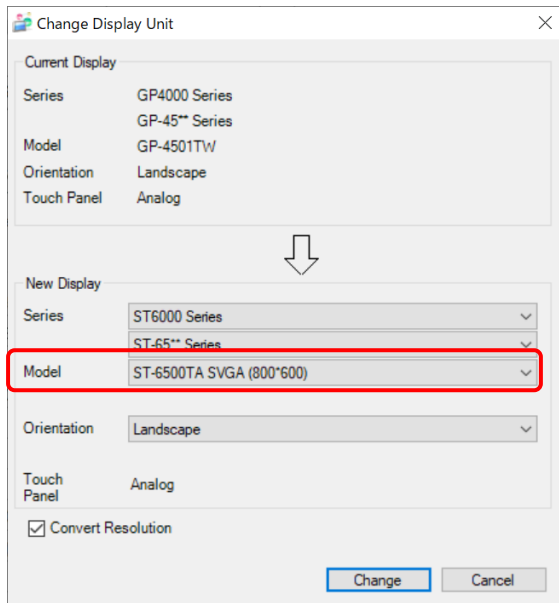 Change Display Unit
Current Display
Series GP4000 Series
GP-45** Series
Model GP-4501TW
Orientation Landscape
Touch Panel Analog
New Display
Series ST6000 Series
ST-65** Series
Model ST-6500TA SVGA (800*600)
Orientation Landscape
Touch
Panel Analog
Convert Resolution
Change Cancel